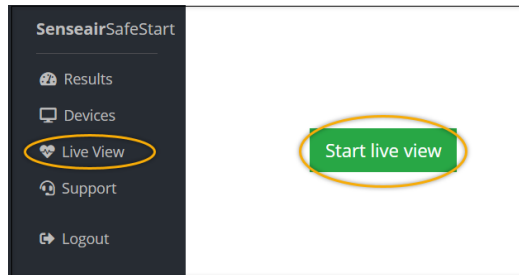 SenseairSafeStart
Results
Devices
Live View
Start live view
Support
Logout